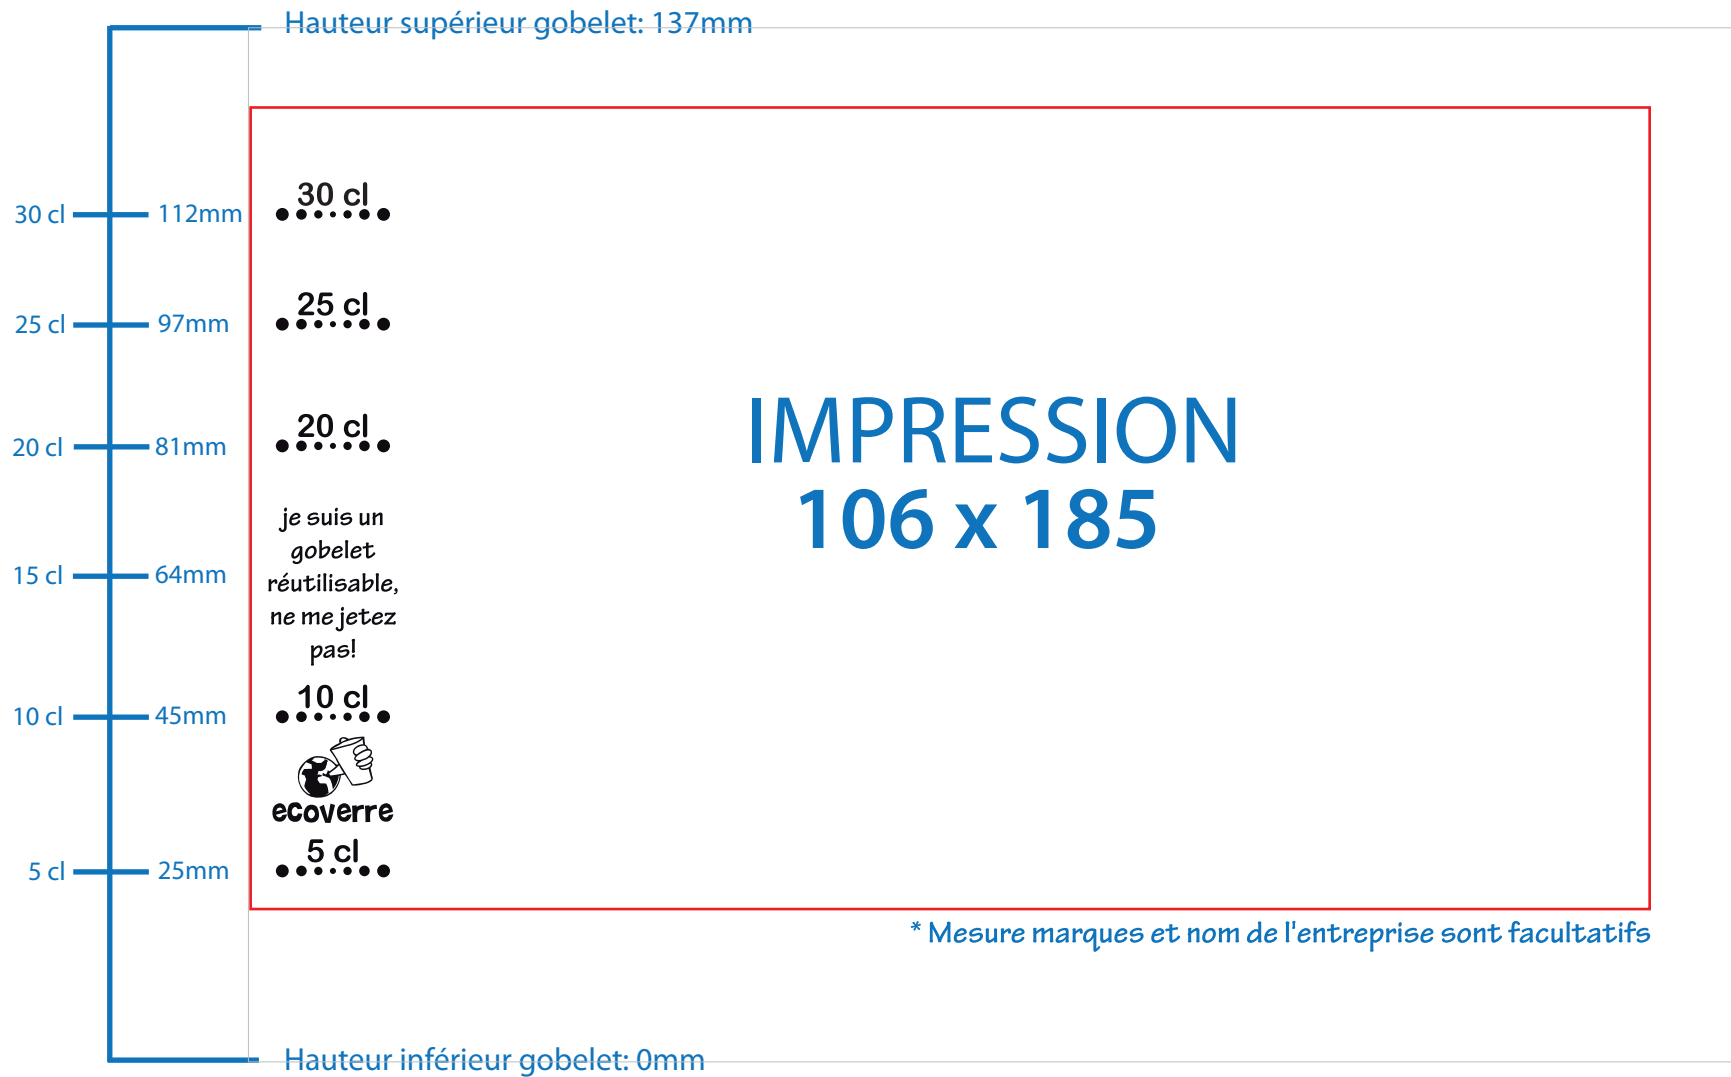 Hauteur supérieur gobelet: 137mm
30 cl
112mm
30 cl
25 cl
97mm
25 cl
20 cl
81mm
20 cl
IMPRESSION
106 x 185
je suis un
gobelet
réutilisable,
ne me jetez
pas!
15 cl
64mm
10 cl
45mm
10 cl
ecoverre
5 cl
25mm
5 cl
* Mesure marques et nom de l'entreprise sont facultatifs
Hauteur inférieur gobelet: 0mm